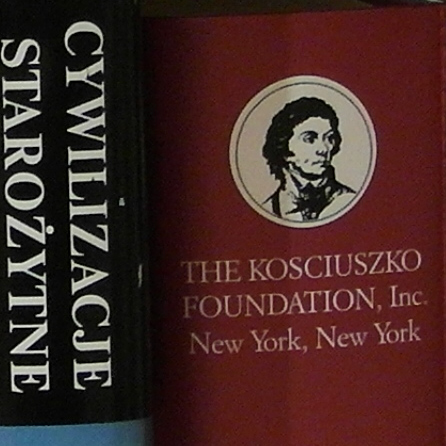 CYWILIZACJE
STAROŻYTNE
THE KOSCIUSZKO
FOUNDATION, Inc.
New York, New York